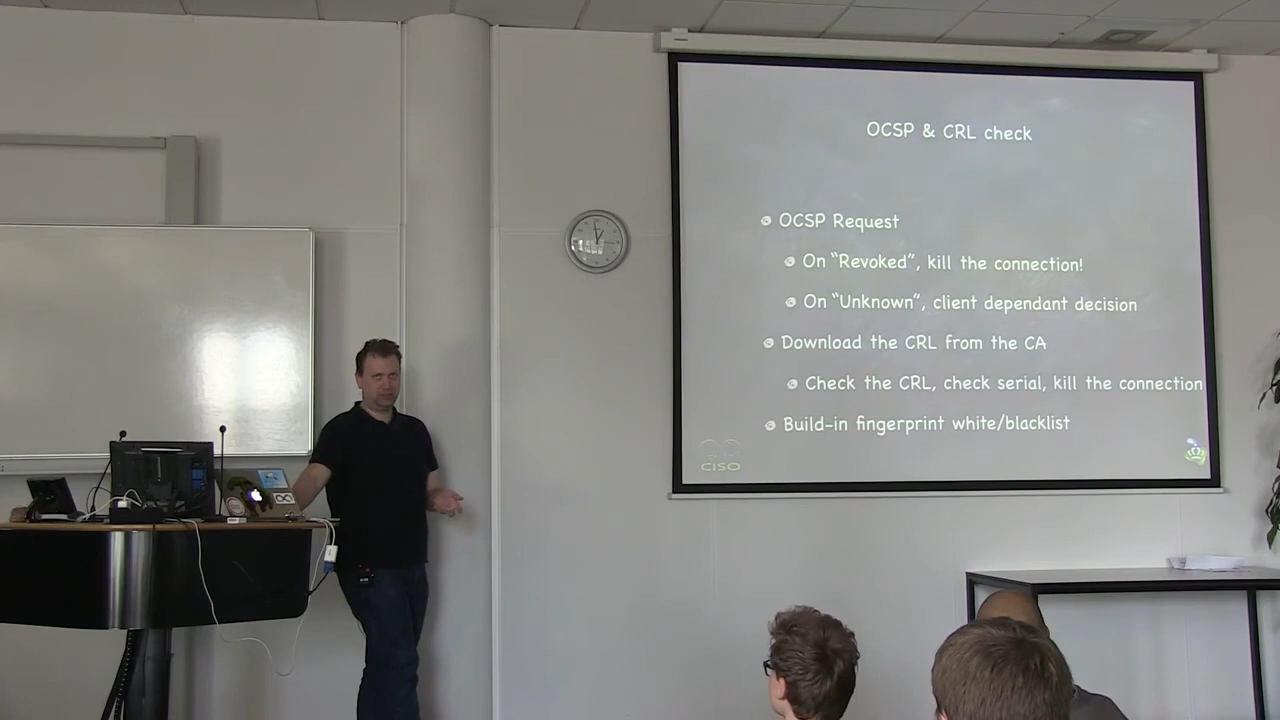 OCSP & CRL check
OCSP Request
On “Revoked”, kill the connection!
On “Unknown”, client dependant decision
Download the CRL from the CA
Check the CRL, check serial, kill the connection
Build-in fingerprint white/blacklist
CISO